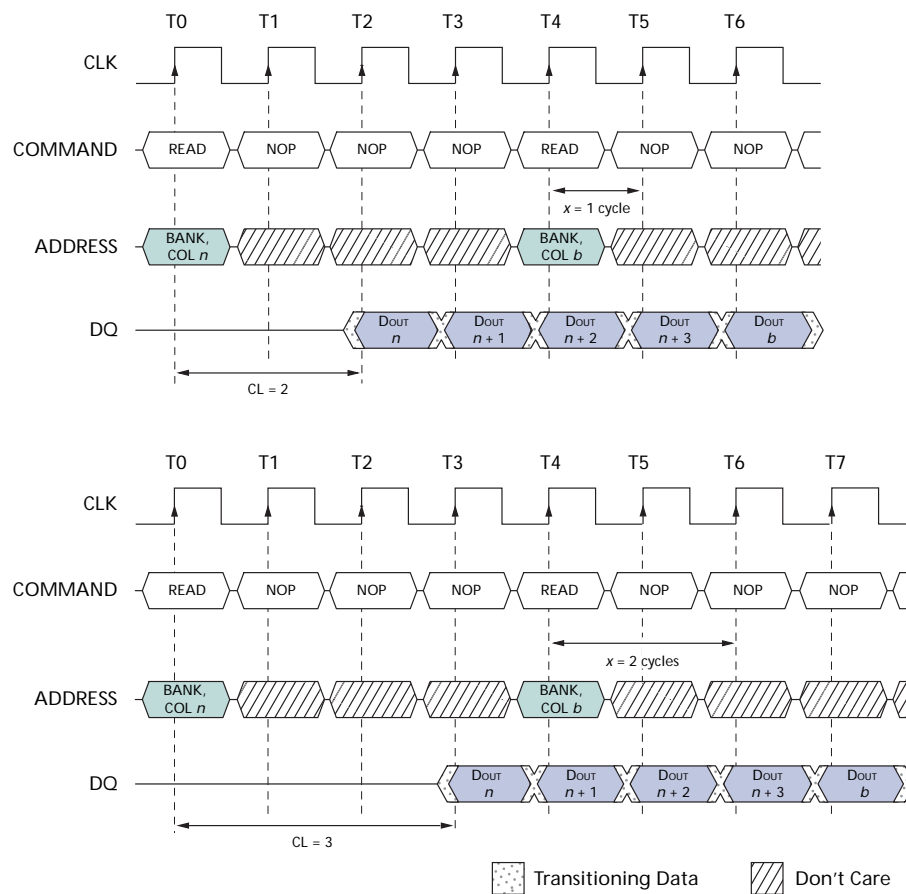 T0 T1 T2 T3 T4 T5 T6
CLK
COMMAND READ NOP NOP NOP READ NOP NOP
x = 1 cycle
ADDRESS BANK, COL n BANK, COL b
DQ DOUT n DOUT n + 1 DOUT n + 2 DOUT n + 3 DOUT b
CL = 2
T0 T1 T2 T3 T4 T5 T6 T7
CLK
COMMAND READ NOP NOP NOP READ NOP NOP NOP
x = 2 cycles
ADDRESS BANK, COL n BANK, COL b
DQ DOUT n DOUT n + 1 DOUT n + 2 DOUT n + 3 DOUT b
CL = 3
Transitioning Data Don't Care